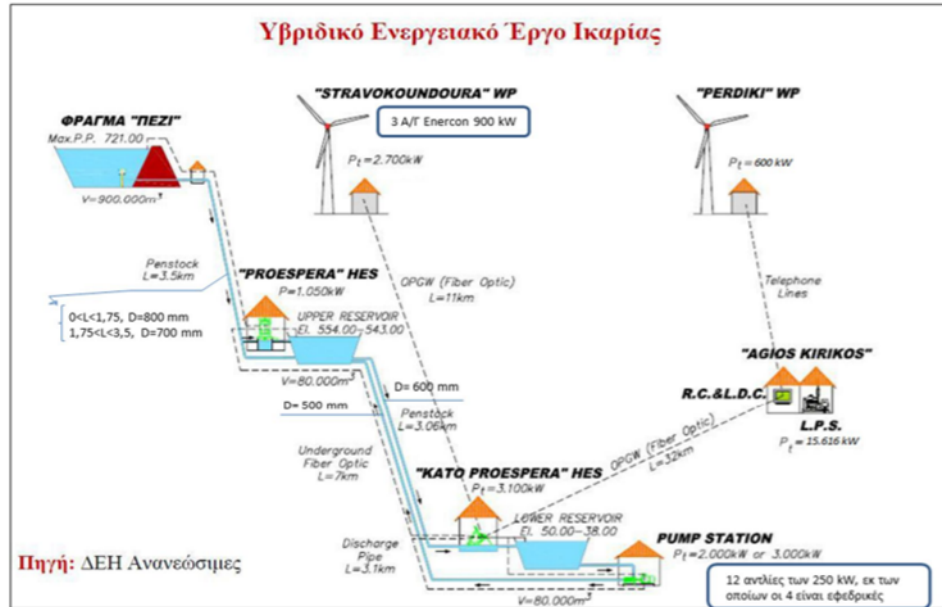 Υβριδικό Ενεργειακό Έργο Ικαρίας
"STRAVOKOUNDOURA" WP
"PERDIKI" WP
3 Α/Γ Enercon 900 kW
ΦΡΑΓΜΑ "ΠΕΖΙ"
Max.P.P. 721.00
Pt=2.700kW
Pt=600 kW
V=900.000m³
Penstock
L=3.5km
"PROESPERA" HES
P=1.050kW
OPGW (Fiber Optic)
L=11km
Telephone
Lines
0<L<1,75, D=800 mm
1,75<L<3,5, D=700 mm
UPPER RESERVOIR
El. 554.00-543.00
"AGIOS KIRIKOS"
V=80.000m³
R.C.&L.D.C.
D= 600 mm
D= 500 mm
Penstock
L=3.06km
L.P.S.
Pt=15.616 kW
Underground
Fiber Optic
L=7km
OPGW (Fiber Optic)
L=32km
"KATO PROESPERA" HES
Pt=3.100kW
LOWER RESERVOIR
El. 50.00-38.00
PUMP STATION
Pt=2.000kW or 3.000kW
Discharge
Pipe
L=3.1km
Πηγή: ΔΕΗ Ανανεώσιμες
V=80.000m³
12 αντλίες των 250 kW, εκ των
οποίων οι 4 είναι εφεδρικές